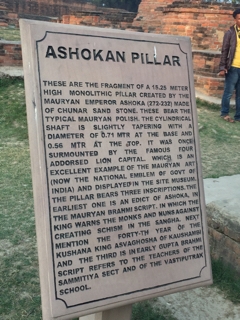 ASHOKAN PILLAR
THESE ARE THE FRAGMENT OF A 15.25 METER
HIGH MONOLITHIC PILLAR CREATED BY THE
MAURYAN EMPEROR ASHOKA (273-232) MADE
OF CHUNAR SAND STONE. THESE BEAR THE
TYPICAL MAURYAN POLISH. THE CYLINDRICAL
SHAFT IS SLIGHTLY TAPERING WITH A
DIAMETER OF 0.71 MTR AT THE BASE AND
0.56 MTR AT THE TOP. IT WAS ONCE
SURMOUNTED BY THE FAMOUS FOUR
ADDORSED LION CAPITAL. WHICH IS AN
EXCELLENT EXAMPLE OF THE MAURYAN ART
(NOW THE NATIONAL EMBLEM OF GOVT OF
INDIA) AND DISPLAYED IN THE SITE MUSEUM.
THE PILLAR BEARS THREE INSCRIPTIONS. THE
EARLIEST ONE IS AN EDICT OF ASHOKA, IN
THE MAURYAN BRAHMI SCRIPT. IN WHICH THE
KING WARNS THE MONKS AND NUNS AGAINST
CREATING SCHISM IN THE SANGHA. NEXT
MENTION THE FORTY-TH YEAR OF THE
KUSHANA KING ASVAGHOSHA OF KAUSHAMBI
AND THE THIRD IS IN EARLY GUPTA BRAHMI
SCRIPT REFERS TO THE TEACHERS OF THE
SAMMITIYA SECT AND OF THE VASTIPUTRAK
SCHOOL.